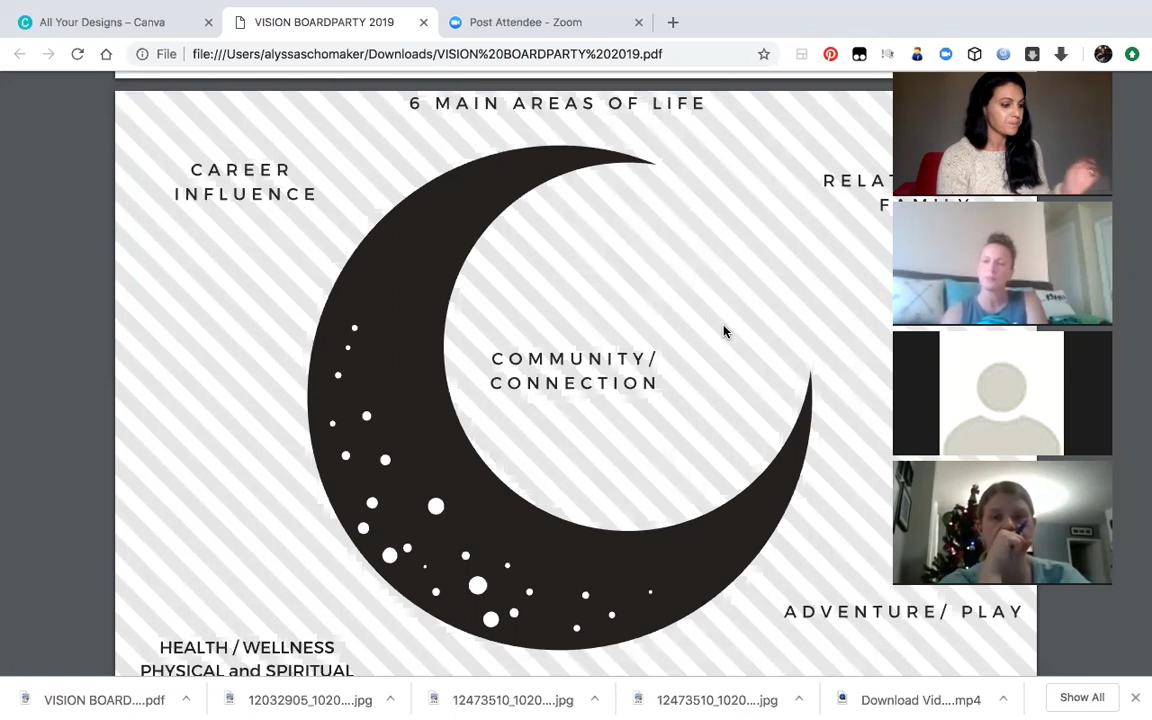 All Your Designs – Canva
VISION BOARDPARTY 2019
Post Attendee - Zoom
File
file:///Users/alyssaschomaker/Downloads/VISION%20BOARDPARTY%202019.pdf
6 MAIN AREAS OF LIFE
CAREER
INFLUENCE
RELAT
FAMILY
COMMUNITY/
CONNECTION
ADVENTURE/ PLAY
HEALTH / WELLNESS
PHYSICAL and SPIRITUAL
VISION BOARD....pdf
12032905_1020....jpg
12473510_1020....jpg
12473510_1020....jpg
Download Vid....mp4
Show All